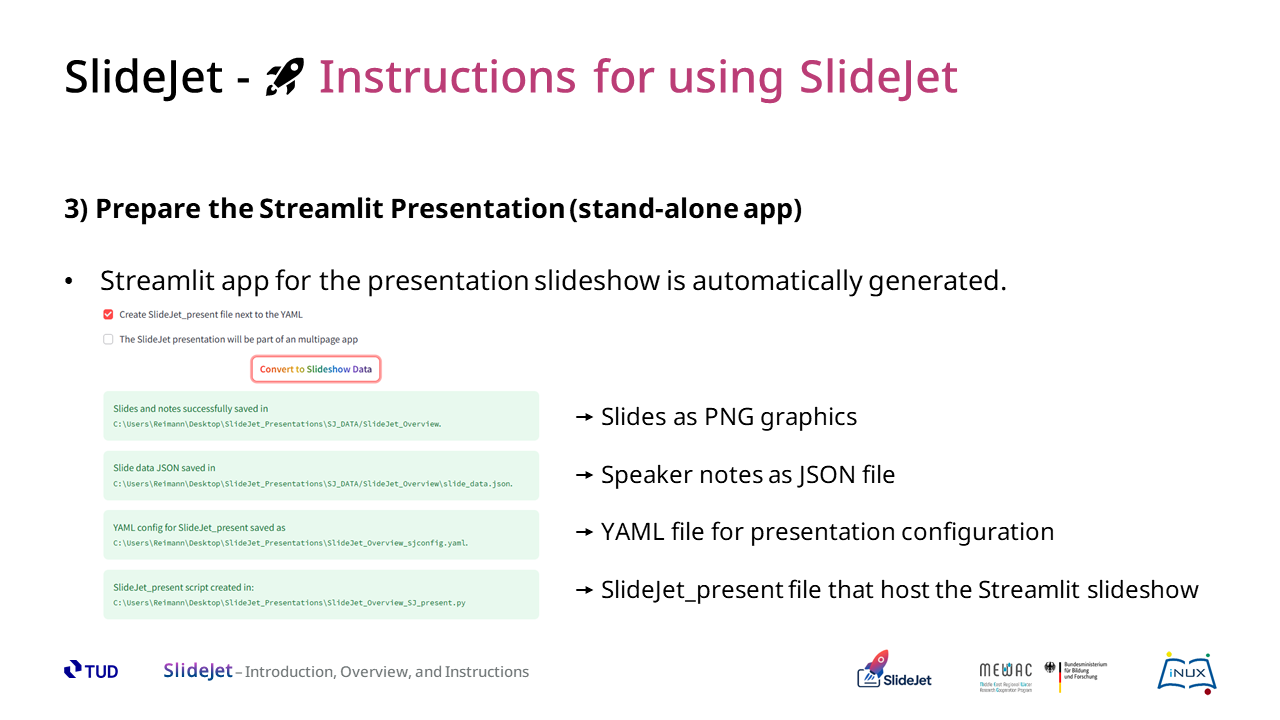 SlideJet - Instructions for using SlideJet
3) Prepare the Streamlit Presentation (stand-alone app)
• Streamlit app for the presentation slideshow is automatically generated.
Create SlideJet_present file next to the YAML
The SlideJet presentation will be part of an multipage app
Convert to Slideshow Data
Slides and notes successfully saved in
C:\Users\Reimann\Desktop\SlideJet_Presentations\SJ_DATA/SlideJet_Overview.
→ Slides as PNG graphics
Slide data JSON saved in
C:\Users\Reimann\Desktop\SlideJet_Presentations\SJ_DATA/SlideJet_Overview\slide_data.json.
→ Speaker notes as JSON file
YAML config for SlideJet_present saved as
C:\Users\Reimann\Desktop\SlideJet_Presentations\SlideJet_Overview_sjconfig.yaml.
→ YAML file for presentation configuration
SlideJet_present script created in:
C:\Users\Reimann\Desktop\SlideJet_Presentations\SlideJet_Overview_SJ_present.py
→ SlideJet_present file that host the Streamlit slideshow
TUD
SlideJet – Introduction, Overview, and Instructions
SlideJet
MEWAC
Middle East Regional Water
Research Cooperation Program
Bundesministerium
für Bildung
und Forschung
iNUX